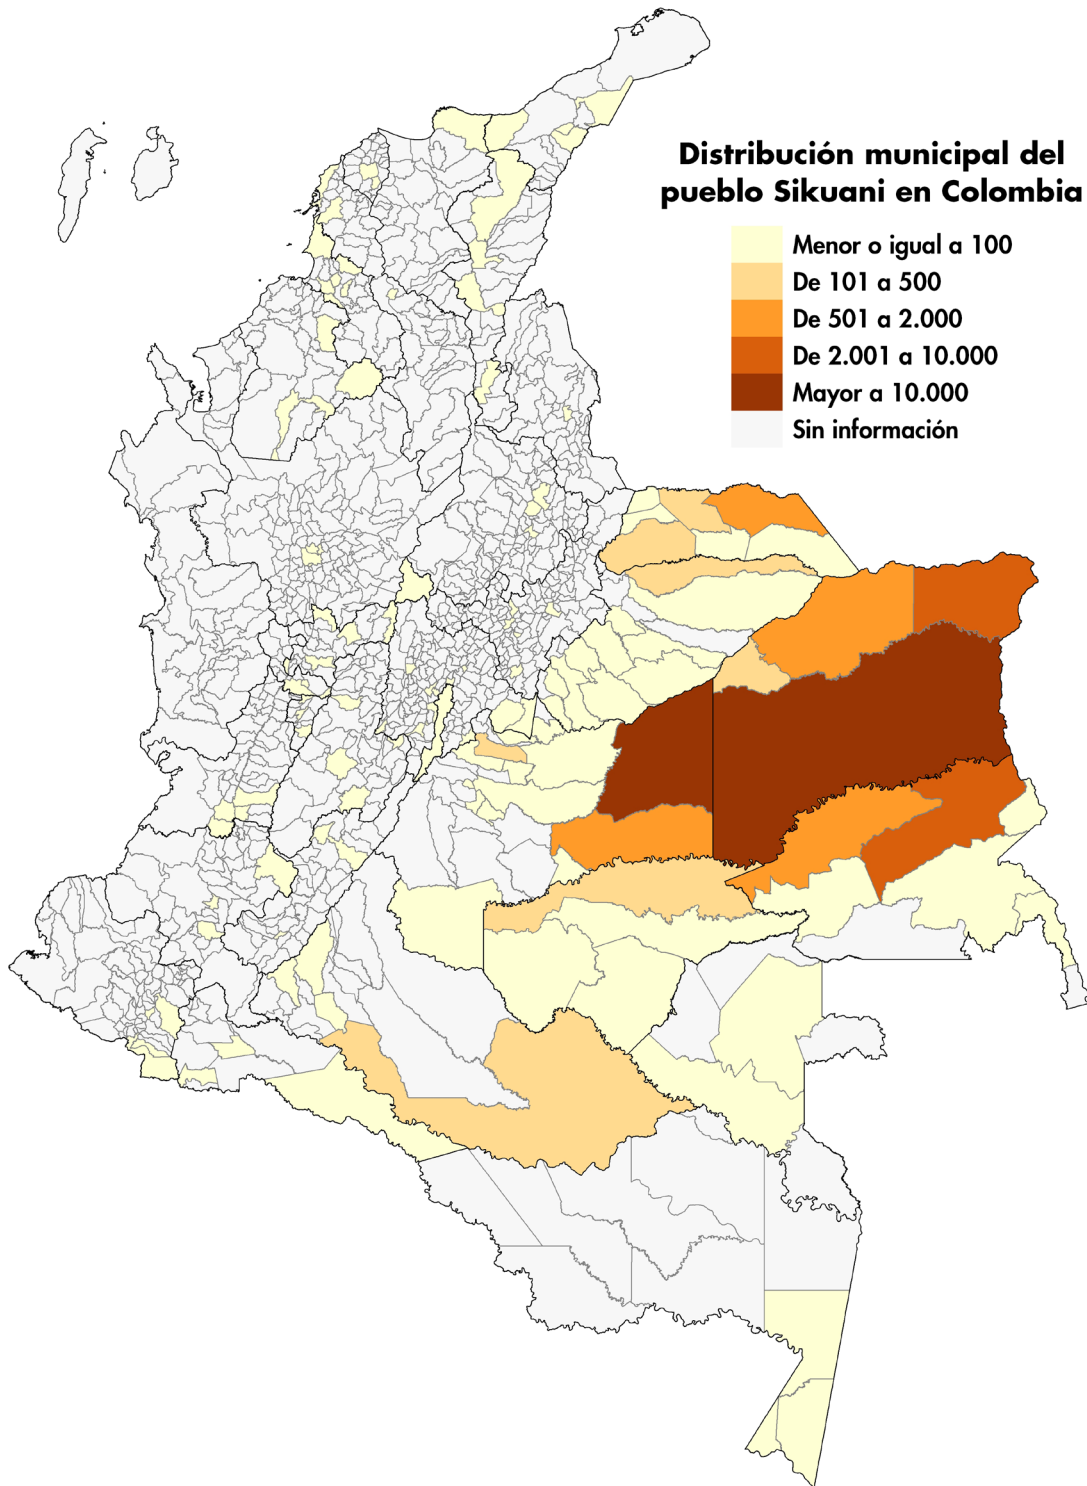 Distribución municipal del
pueblo Sikuani en Colombia
Menor o igual a 100
De 101 a 500
De 501 a 2.000
De 2.001 a 10.000
Mayor a 10.000
Sin información